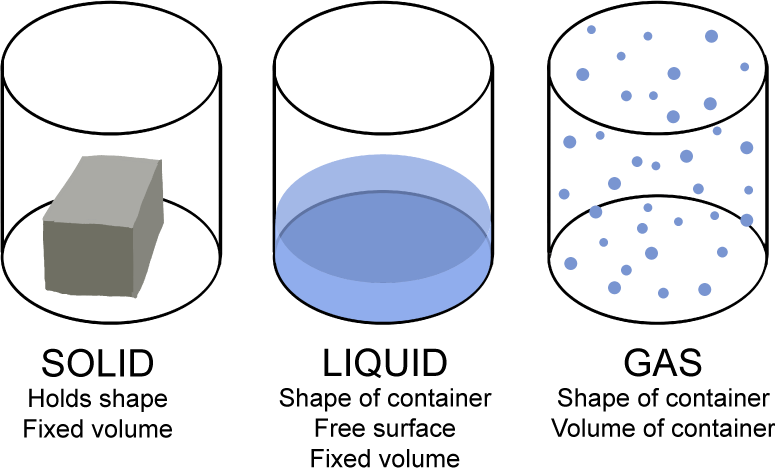 SOLID
Holds shape
Fixed volume
LIQUID
Shape of container
Free surface
Fixed volume
GAS
Shape of container
Volume of container